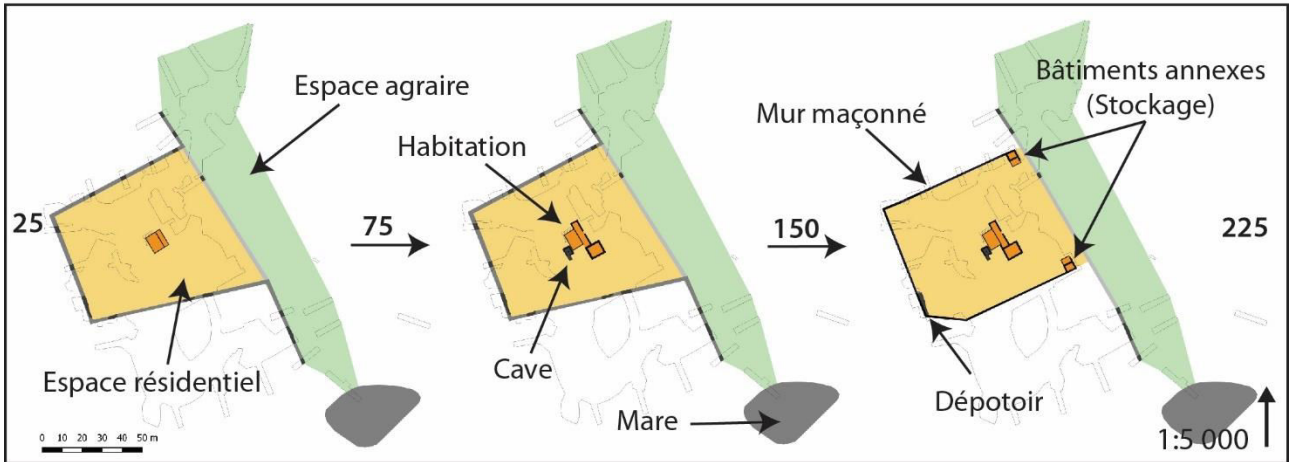 Espace agraire
Habitation
Mur maçonné
Bâtiments annexes
(Stockage)
25
75
150
225
Espace résidentiel
Cave
Mare
Dépotoir
0 10 20 30 40 50 m
1:5 000